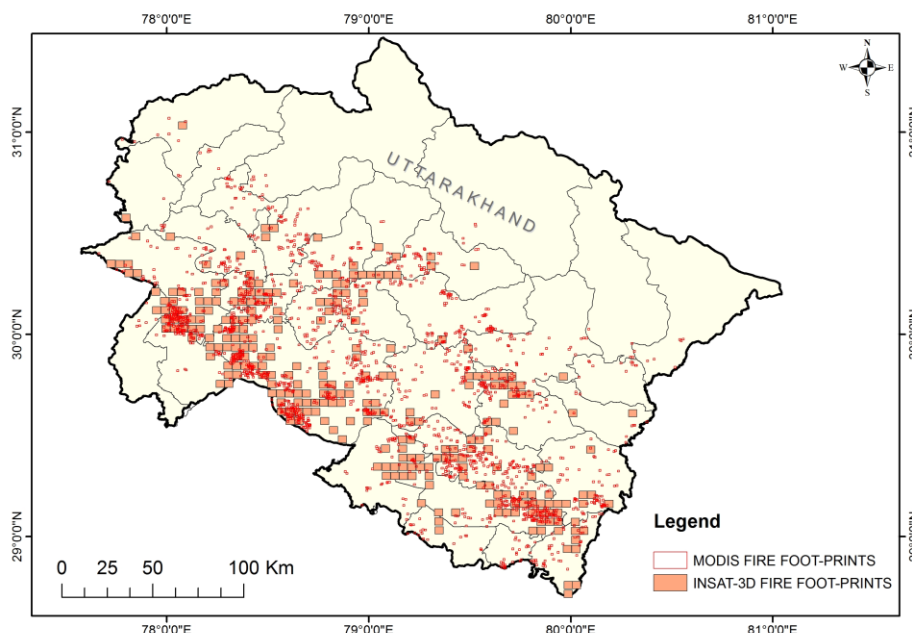 78°0'0"E 79°0'0"E 80°0'0"E 81°0'0"E
N
W E
S
31°0'0"N
UTTARAKHAND
30°0'0"N
29°0'0"N
Legend
MODIS FIRE FOOT-PRINTS
INSAT-3D FIRE FOOT-PRINTS
0 25 50 100 Km
78°0'0"E 79°0'0"E 80°0'0"E 81°0'0"E